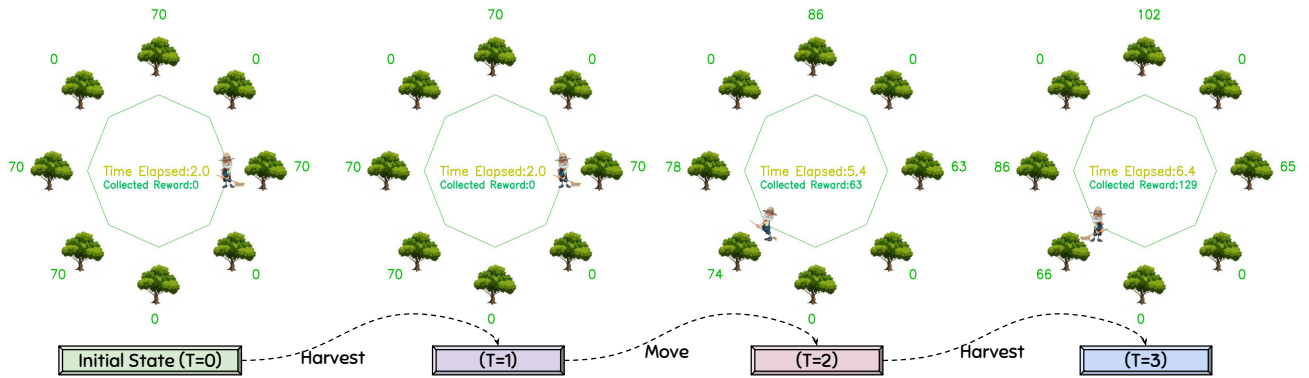 70
0
0
70
Time Elapsed:2.0
Collected Reward:0
70
70
0
0
70
0
0
70
Time Elapsed:2.0
Collected Reward:0
70
70
0
0
86
0
0
78
Time Elapsed:5.4
Collected Reward:63
63
74
0
0
102
0
0
86
Time Elapsed:6.4
Collected Reward:129
65
66
0
0
Initial State (T=0)
Harvest
(T=1)
Move
(T=2)
Harvest
(T=3)